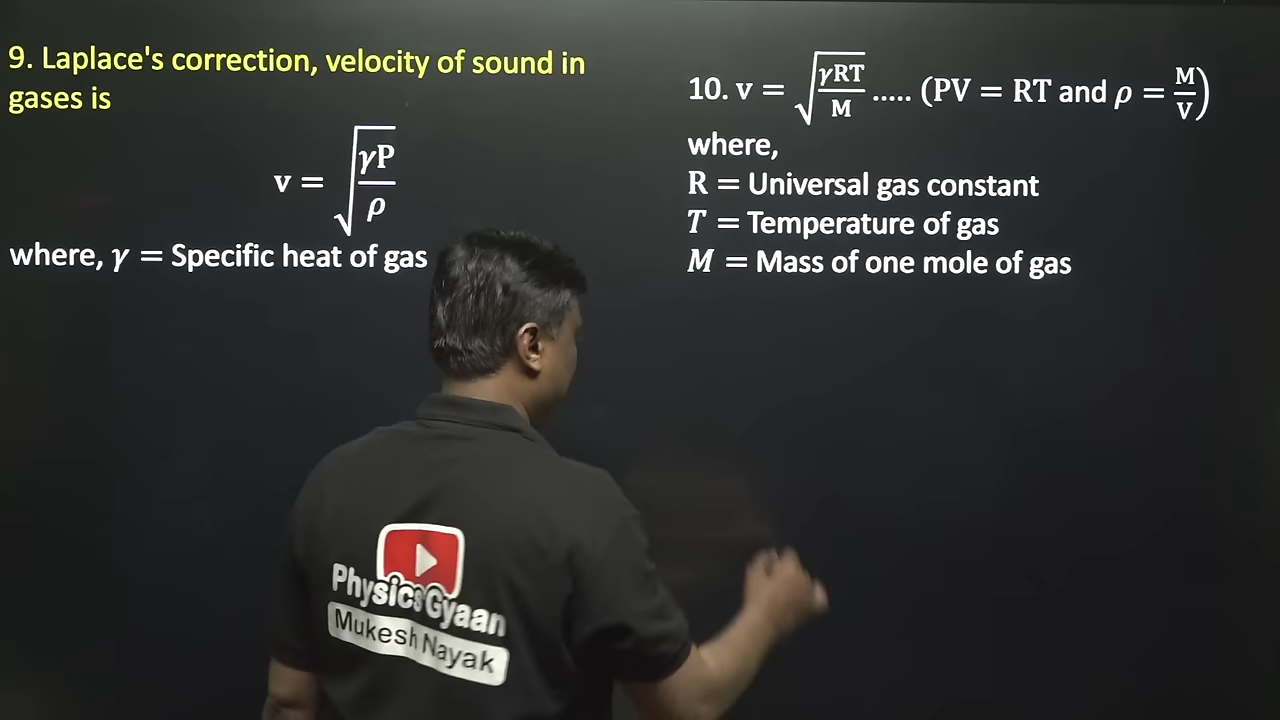 9. Laplace's correction, velocity of sound in
gases is
v = √(γP/ρ)
where, γ = Specific heat of gas
10. v = √(γRT/M) ..... (PV = RT and ρ = M/V)
where,
R = Universal gas constant
T = Temperature of gas
M = Mass of one mole of gas
Physics Gyaan
Mukesh Nayak